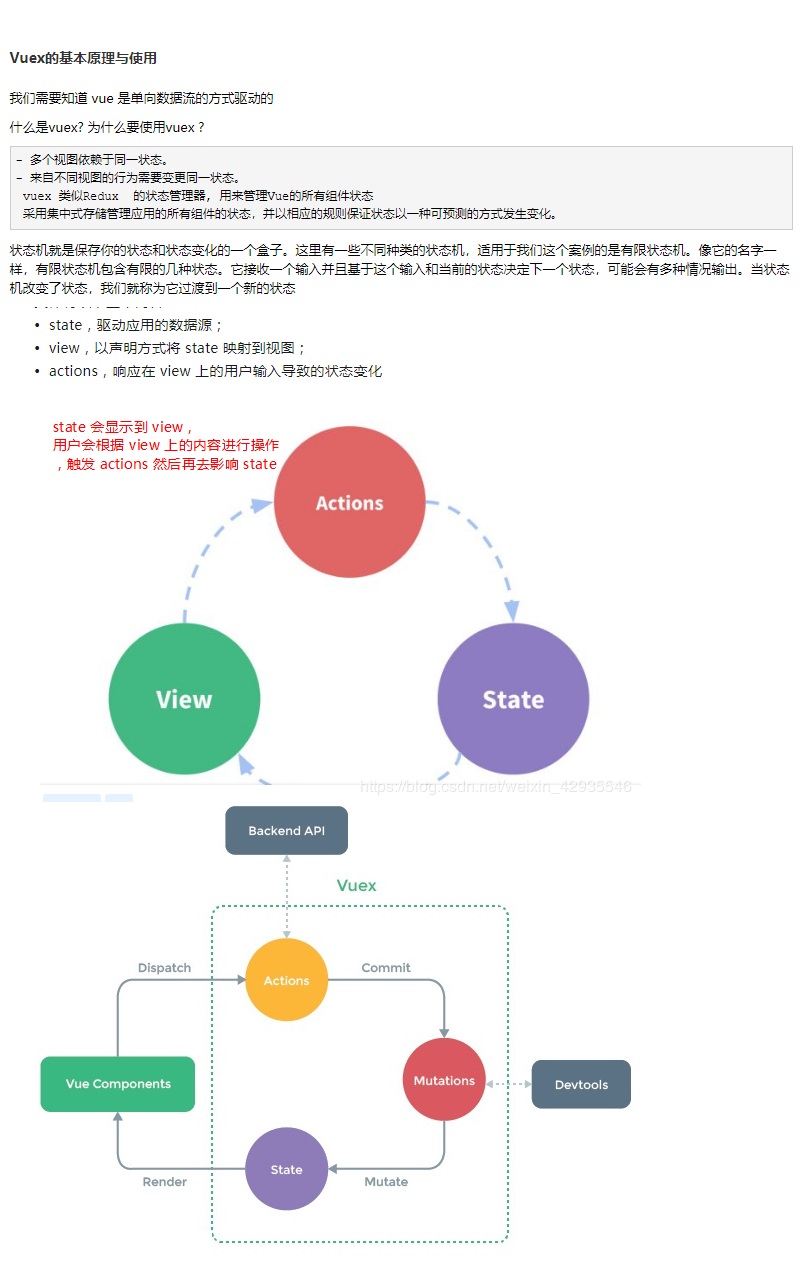 Vuex的基本原理与使用
我们需要知道 vue 是单向数据流的方式驱动的
什么是vuex? 为什么要使用vuex ?
- 多个视图依赖于同一状态。
- 来自不同视图的行为需要变更同一状态。
vuex 类似Redux 的状态管理器, 用来管理Vue的所有组件状态
采用集中式存储管理应用的所有组件的状态, 并以相应的规则保证状态以一种可预测的方式发生变化。
状态机就是保存你的状态和状态变化的一个盒子。这里有一些不同种类的状态机，适用于我们这个案例的是有限状态机。像它的名字一
样，有限状态机包含有限的几种状态。它接收一个输入并且基于这个输入和当前的状态决定下一个状态，可能会有多种情况输出。当状态
机改变了状态，我们就称为它过渡到一个新的状态
• state，驱动应用的数据源；
• view，以声明方式将 state 映射到视图；
• actions，响应在 view 上的用户输入导致的状态变化
state 会显示到 view，
用户会根据 view 上的内容进行操作
，触发 actions 然后再去影响 state
Actions
View
State
https://blog.csdn.net/weixin_42935546
Backend API
Vuex
Dispatch
Actions
Commit
Vue Components
Mutations
Devtools
State
Render
Mutate